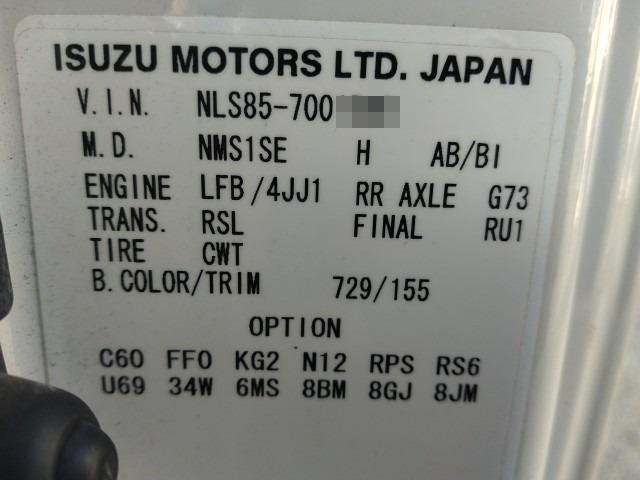 ISUZU MOTORS LTD. JAPAN
V.I.N. NLS85-700
M.D. NMS1SE H AB/BI
ENGINE LFB/4JJ1 RR AXLE G73
TRANS. RSL FINAL RU1
TIRE CWT
B.COLOR/TRIM 729/155
OPTION
C60 FF0 KG2 N12 RPS RS6
U69 34W 6MS 8BM 8GJ 8JM